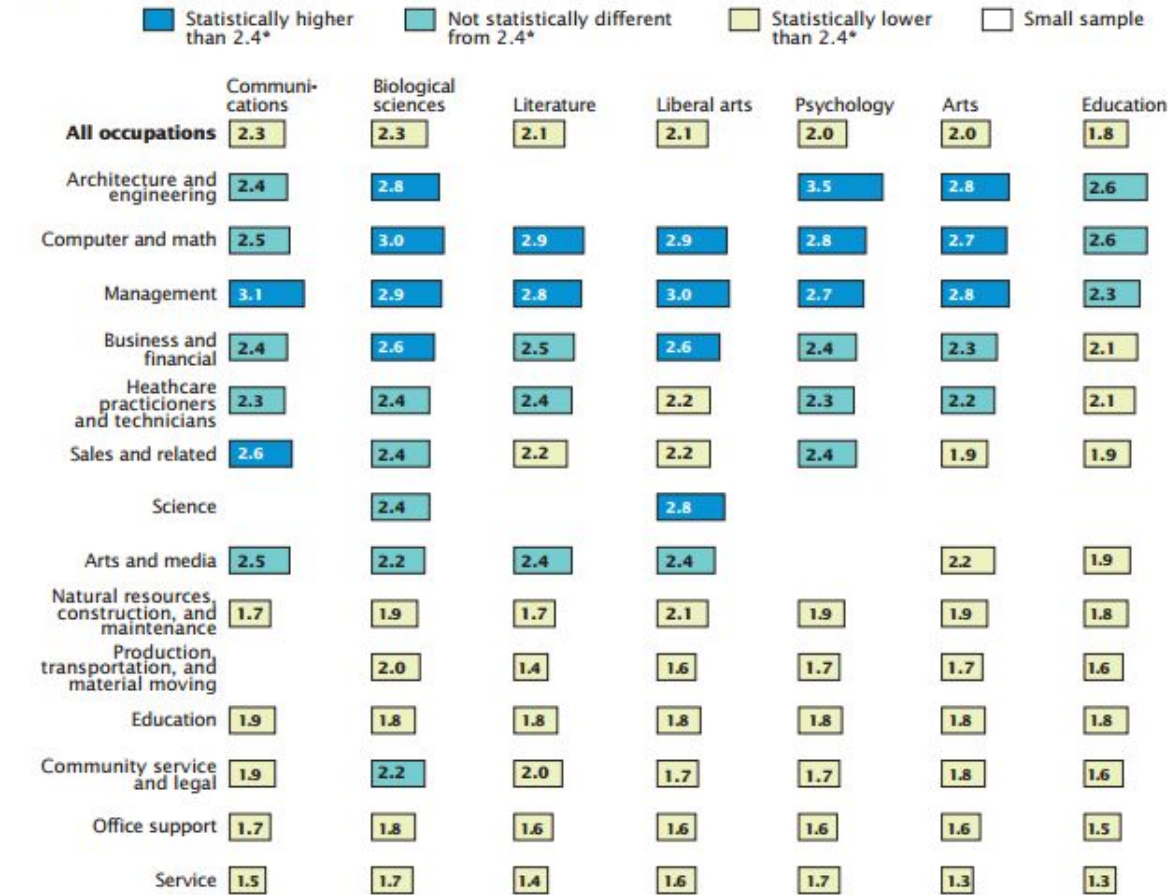 Statistically higher
than 2.4*
Not statistically different
from 2.4*
Statistically lower
than 2.4*
Small sample
Communi-
cations
Biological
sciences
Literature
Liberal arts
Psychology
Arts
Education
All occupations 2.3 2.3 2.1 2.1 2.0 2.0 1.8
Architecture and
engineering 2.4 2.8 3.5 2.8 2.6
Computer and math 2.5 3.0 2.9 2.9 2.8 2.7 2.6
Management 3.1 2.9 2.8 3.0 2.7 2.8 2.3
Business and
financial 2.4 2.6 2.5 2.6 2.4 2.3 2.1
Heathcare
practicioners
and technicians 2.3 2.4 2.4 2.2 2.3 2.2 2.1
Sales and related 2.6 2.4 2.2 2.2 2.4 1.9 1.9
Science 2.4 2.8
Arts and media 2.5 2.2 2.4 2.4 2.2 1.9
Natural resources,
construction, and
maintenance 1.7 1.9 1.7 2.1 1.9 1.9 1.8
Production,
transportation, and
material moving 2.0 1.4 1.6 1.7 1.7 1.6
Education 1.9 1.8 1.8 1.8 1.8 1.8 1.8
Community service
and legal 1.9 2.2 2.0 1.7 1.7 1.8 1.6
Office support 1.7 1.8 1.6 1.6 1.6 1.6 1.5
Service 1.5 1.7 1.4 1.6 1.7 1.3 1.3